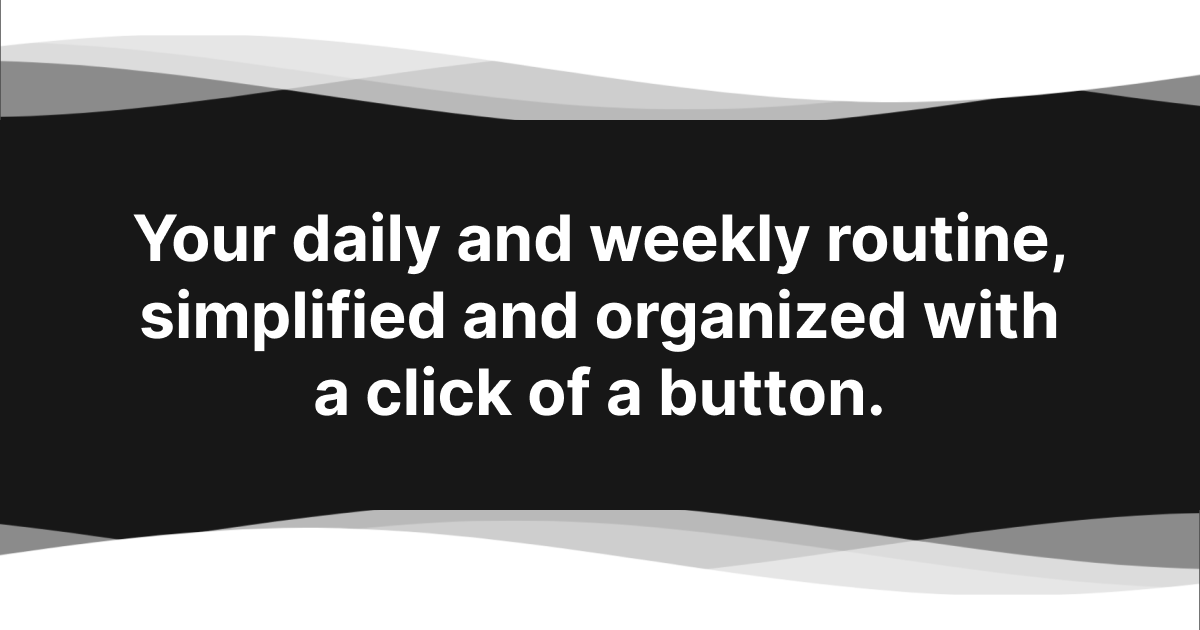 Your daily and weekly routine,
simplified and organized with
a click of a button.